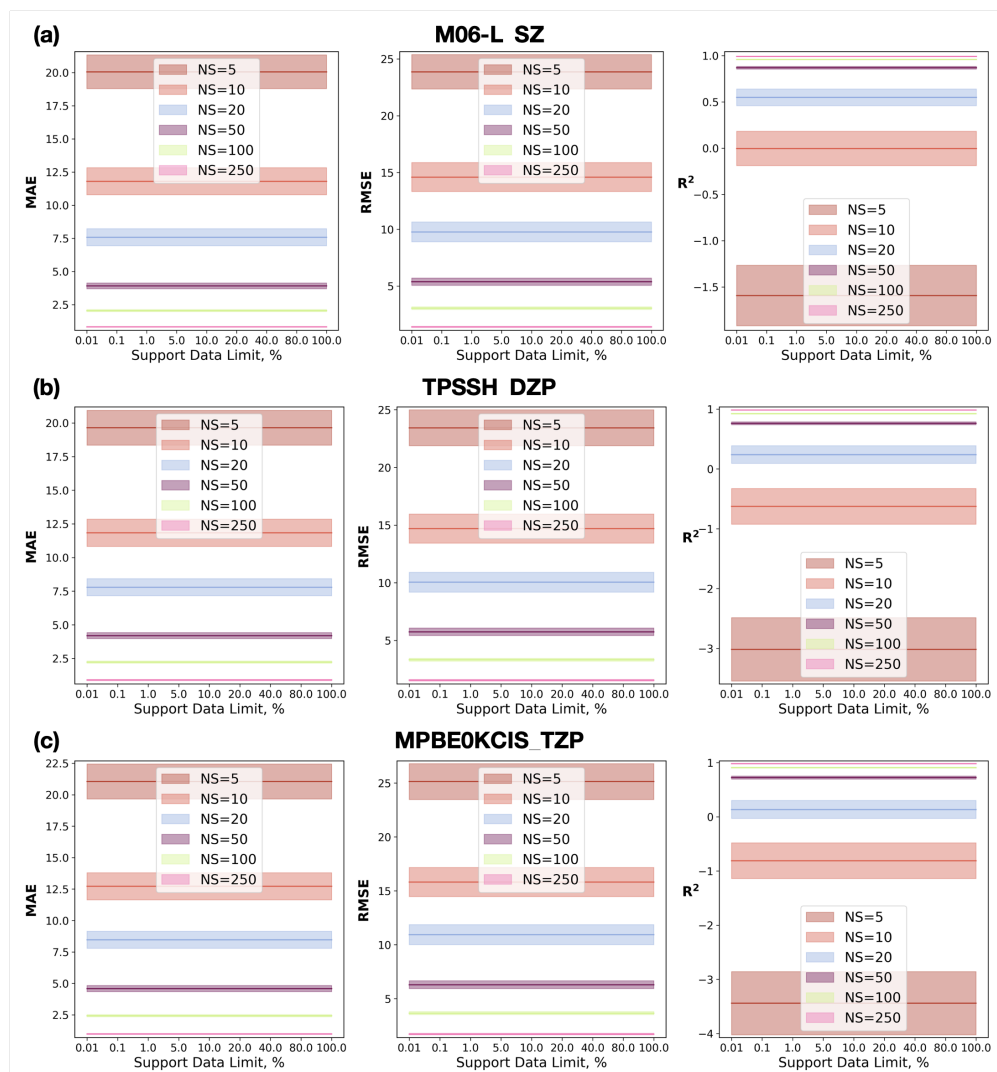 (a)
M06-L SZ
MAE
20.0
17.5
15.0
12.5
10.0
7.5
5.0
2.5
NS=5
NS=10
NS=20
NS=50
NS=100
NS=250
0.01 0.1 1.0 5.0 10.0 20.0 40.0 80.0 100.0
Support Data Limit, %
RMSE
25
20
15
10
5
NS=5
NS=10
NS=20
NS=50
NS=100
NS=250
0.01 0.1 1.0 5.0 10.0 20.0 40.0 80.0 100.0
Support Data Limit, %
R²
1.0
0.5
0.0
−0.5
−1.0
−1.5
NS=5
NS=10
NS=20
NS=50
NS=100
NS=250
0.01 0.1 1.0 5.0 10.0 20.0 40.0 80.0 100.0
Support Data Limit, %
(b)
TPSSH DZP
MAE
20.0
17.5
15.0
12.5
10.0
7.5
5.0
2.5
NS=5
NS=10
NS=20
NS=50
NS=100
NS=250
0.01 0.1 1.0 5.0 10.0 20.0 40.0 80.0 100.0
Support Data Limit, %
RMSE
25
20
15
10
5
NS=5
NS=10
NS=20
NS=50
NS=100
NS=250
0.01 0.1 1.0 5.0 10.0 20.0 40.0 80.0 100.0
Support Data Limit, %
R²
1
0
−1
−2
−3
NS=5
NS=10
NS=20
NS=50
NS=100
NS=250
0.01 0.1 1.0 5.0 10.0 20.0 40.0 80.0 100.0
Support Data Limit, %
(c)
MPBE0KCIS_TZP
MAE
22.5
20.0
17.5
15.0
12.5
10.0
7.5
5.0
2.5
NS=5
NS=10
NS=20
NS=50
NS=100
NS=250
0.01 0.1 1.0 5.0 10.0 20.0 40.0 80.0 100.0
Support Data Limit, %
RMSE
25
20
15
10
5
NS=5
NS=10
NS=20
NS=50
NS=100
NS=250
0.01 0.1 1.0 5.0 10.0 20.0 40.0 80.0 100.0
Support Data Limit, %
R²
1
0
−1
−2
−3
−4
NS=5
NS=10
NS=20
NS=50
NS=100
NS=250
0.01 0.1 1.0 5.0 10.0 20.0 40.0 80.0 100.0
Support Data Limit, %